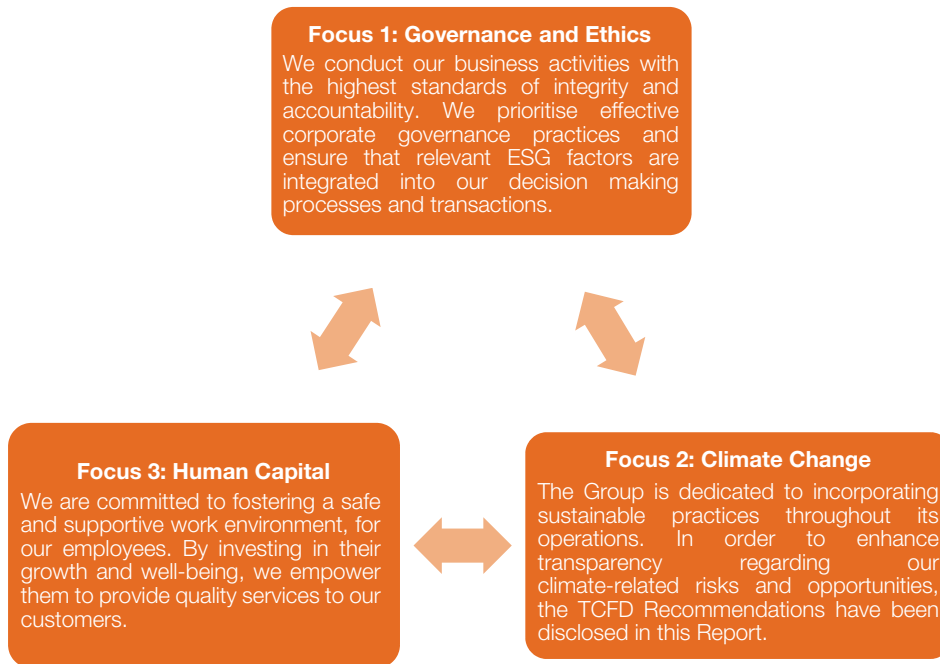 Focus 1: Governance and Ethics
We conduct our business activities with
the highest standards of integrity and
accountability. We prioritise effective
corporate governance practices and
ensure that relevant ESG factors are
integrated into our decision making
processes and transactions.
Focus 3: Human Capital
We are committed to fostering a safe
and supportive work environment, for
our employees. By investing in their
growth and well-being, we empower
them to provide quality services to our
customers.
Focus 2: Climate Change
The Group is dedicated to incorporating
sustainable practices throughout its
operations. In order to enhance
transparency regarding our
climate-related risks and opportunities,
the TCFD Recommendations have been
disclosed in this Report.